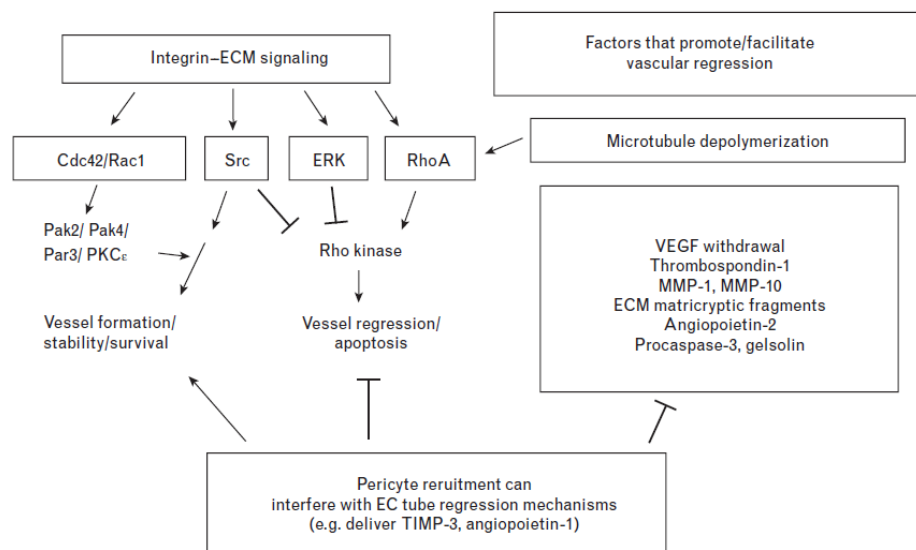 Integrin–ECM signaling
Factors that promote/facilitate
vascular regression
Cdc42/Rac1
Src
ERK
RhoA
Microtubule depolymerization
Pak2/ Pak4/
Par3/ PKCε
Rho kinase
Vessel formation/
stability/survival
Vessel regression/
apoptosis
VEGF withdrawal
Thrombospondin-1
MMP-1, MMP-10
ECM matricryptic fragments
Angiopoietin-2
Procaspase-3, gelsolin
Pericyte reruitment can
interfere with EC tube regression mechanisms
(e.g. deliver TIMP-3, angiopoietin-1)